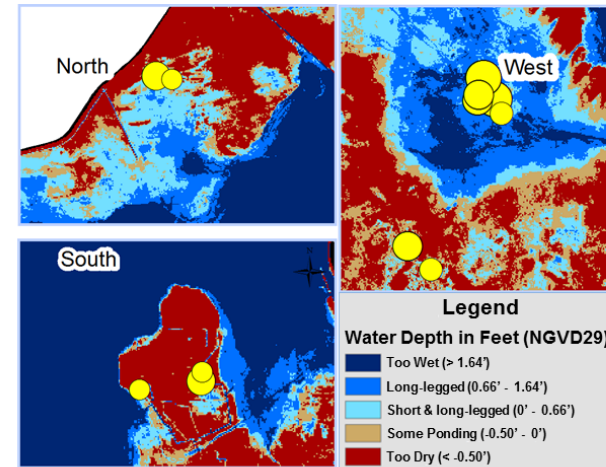 North
West
South
Legend
Water Depth in Feet (NGVD29)
Too Wet (> 1.64')
Long-legged (0.66' - 1.64')
Short & long-legged (0' - 0.66')
Some Ponding (-0.50' - 0')
Too Dry (< -0.50')